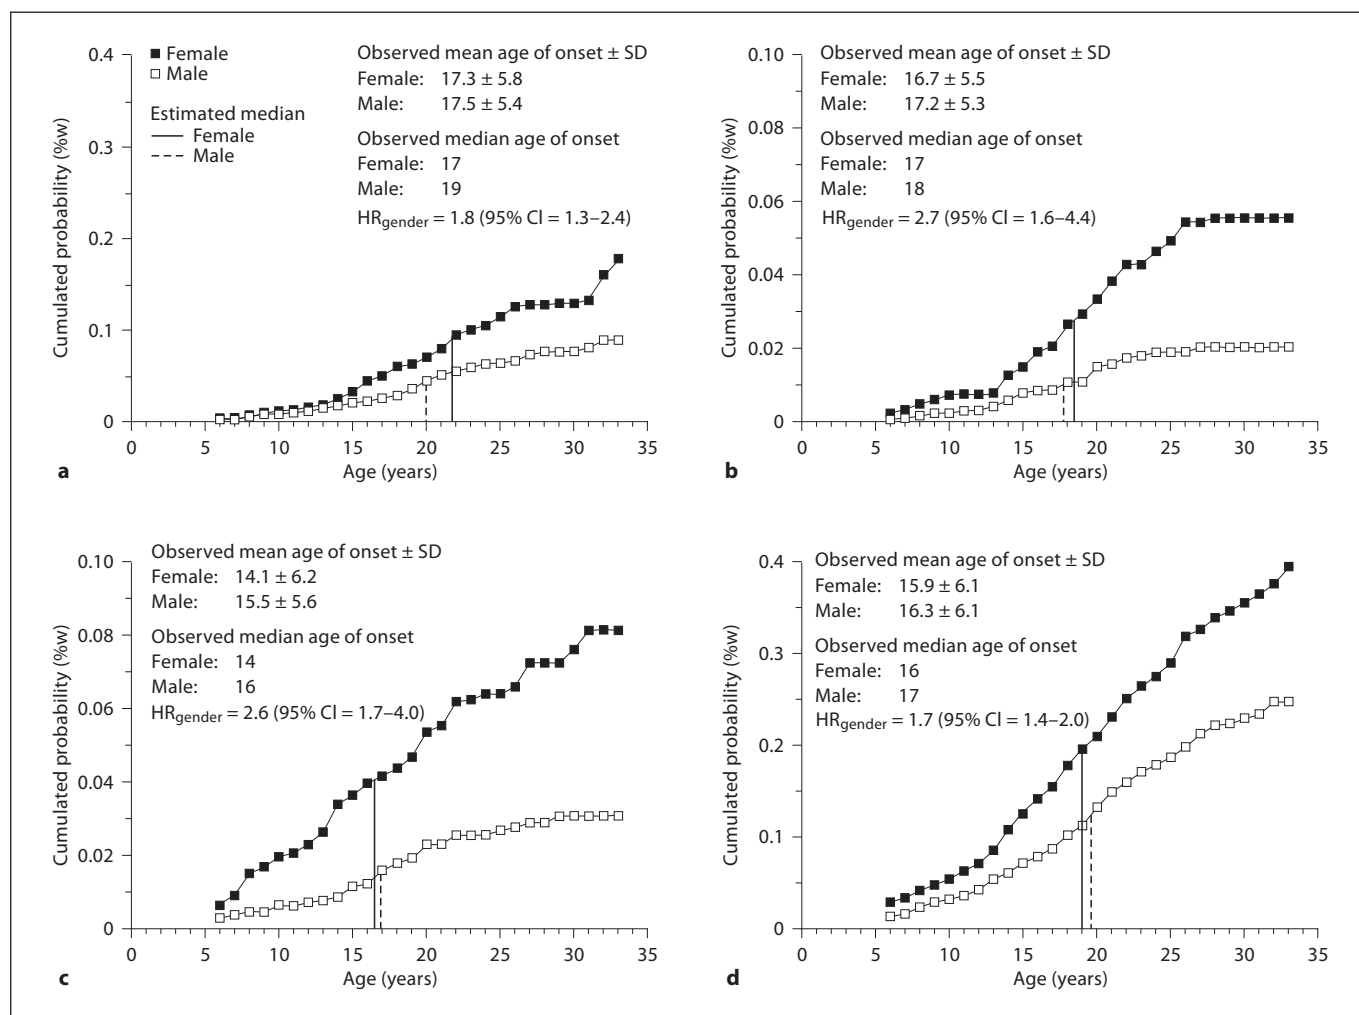 0.4
0.3
0.2
0.1
0
Cumulated probability (%w)
Female
Male
Estimated median
Female
Male
Observed mean age of onset ± SD
Female: 17.3 ± 5.8
Male: 17.5 ± 5.4
Observed median age of onset
Female: 17
Male: 19
HRgender = 1.8 (95% CI = 1.3–2.4)
0 5 10 15 20 25 30 35
Age (years)
a
0.10
0.08
0.06
0.04
0.02
0
Cumulated probability (%w)
Observed mean age of onset ± SD
Female: 16.7 ± 5.5
Male: 17.2 ± 5.3
Observed median age of onset
Female: 17
Male: 18
HRgender = 2.7 (95% CI = 1.6–4.4)
0 5 10 15 20 25 30 35
Age (years)
b
0.10
0.08
0.06
0.04
0.02
0
Cumulated probability (%w)
Observed mean age of onset ± SD
Female: 14.1 ± 6.2
Male: 15.5 ± 5.6
Observed median age of onset
Female: 14
Male: 16
HRgender = 2.6 (95% CI = 1.7–4.0)
0 5 10 15 20 25 30 35
Age (years)
c
0.4
0.3
0.2
0.1
0
Cumulated probability (%w)
Observed mean age of onset ± SD
Female: 15.9 ± 6.1
Male: 16.3 ± 6.1
Observed median age of onset
Female: 16
Male: 17
HRgender = 1.7 (95% CI = 1.4–2.0)
0 5 10 15 20 25 30 35
Age (years)
d